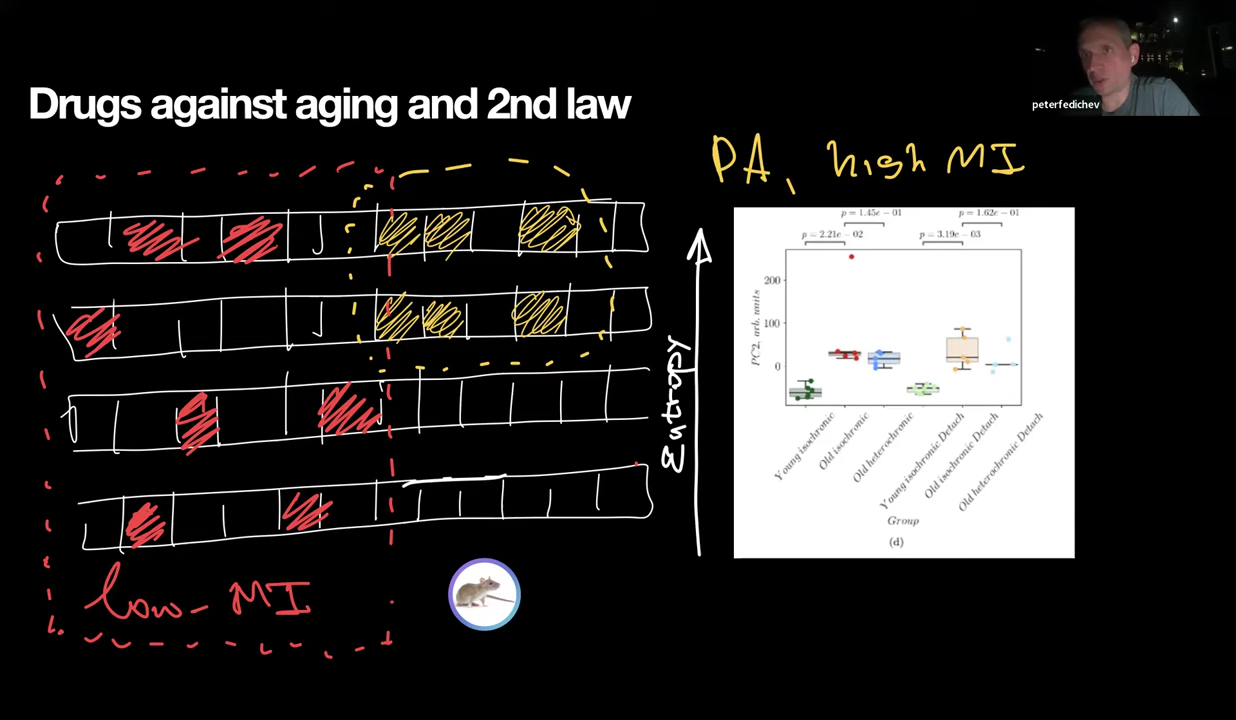 peterfedichev
Drugs against aging and 2nd law
PA, high MI
Entropy
low-MI
p = 1.45e − 01
p = 1.62e − 01
p = 2.21e − 02
p = 3.19e − 03
PC2, arb. units
200
100
0
Young isochronic
Old isochronic
Old heterochronic
Young isochronic Detach
Old isochronic Detach
Old heterochronic Detach
Group
(d)